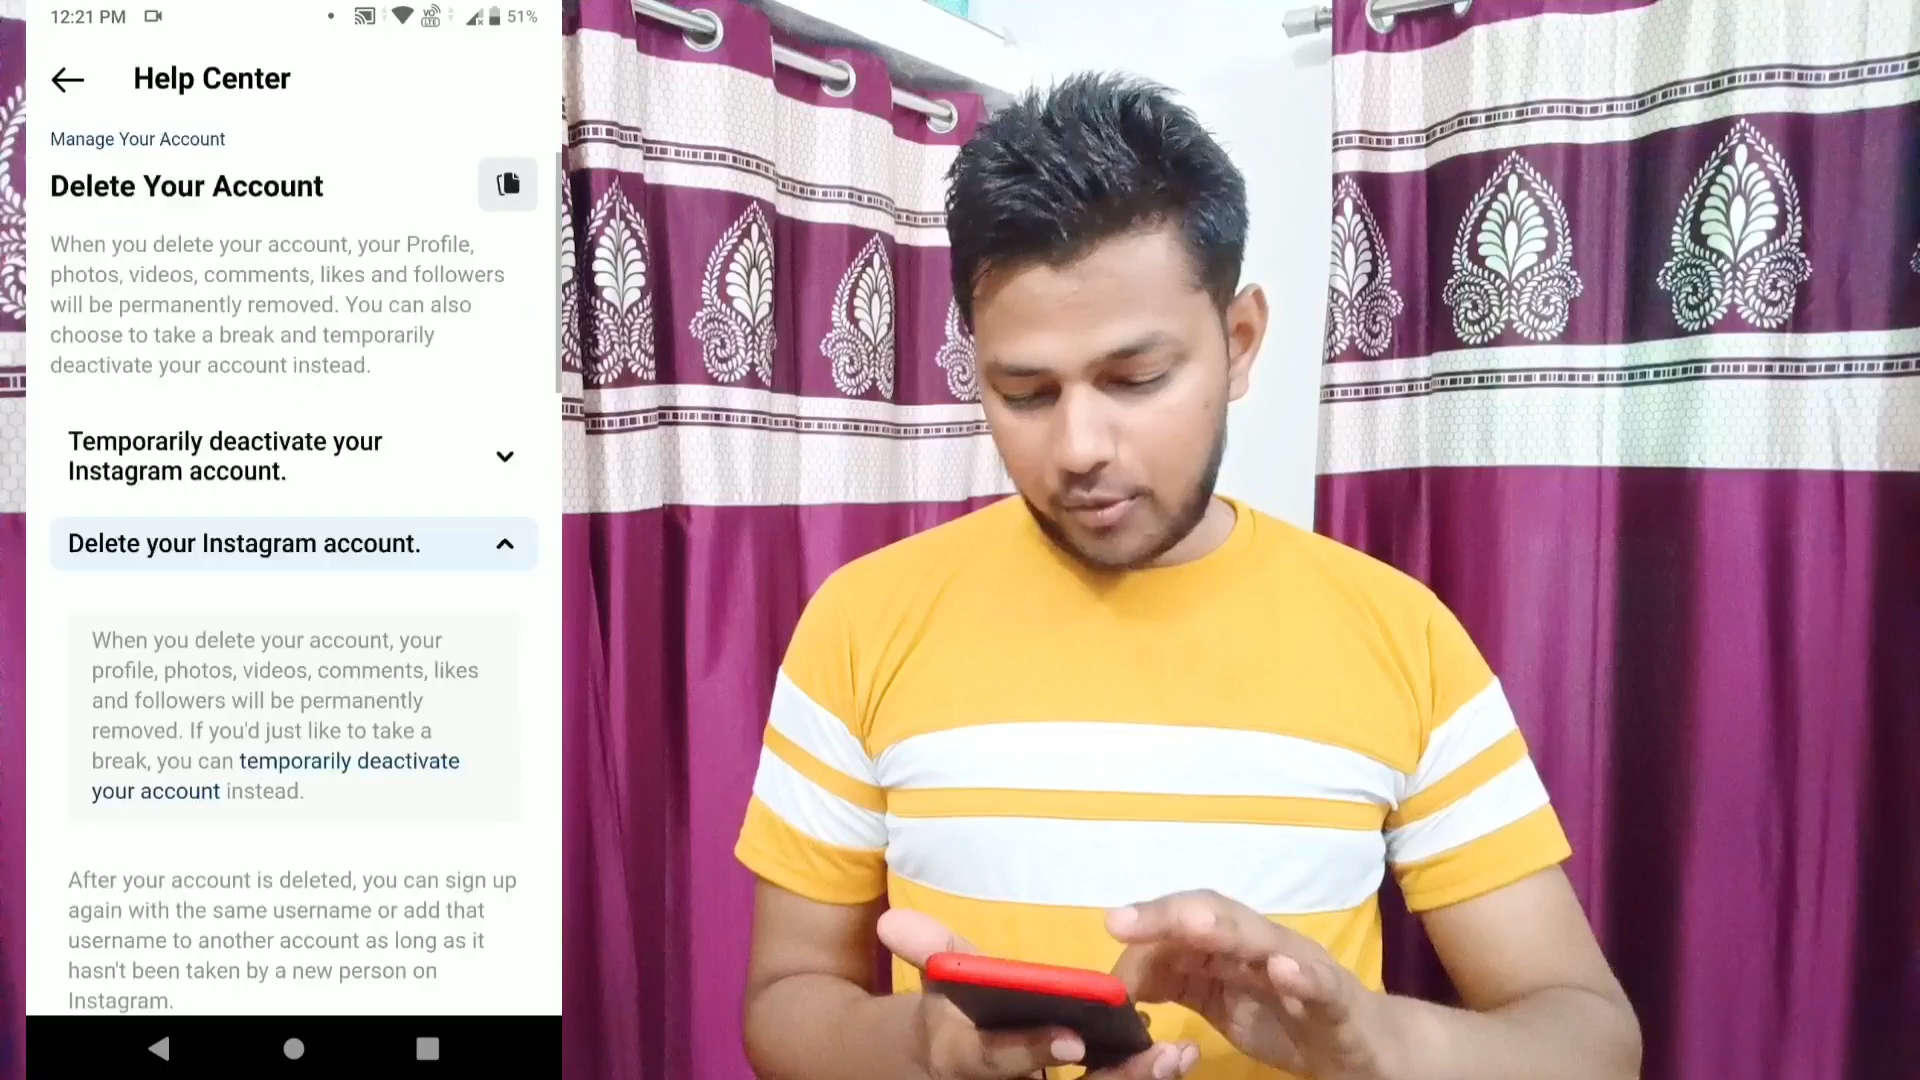 12:21 PM
VO LTE
51%
Help Center
Manage Your Account
Delete Your Account
When you delete your account, your Profile,
photos, videos, comments, likes and followers
will be permanently removed. You can also
choose to take a break and temporarily
deactivate your account instead.
Temporarily deactivate your
Instagram account.
Delete your Instagram account.
When you delete your account, your
profile, photos, videos, comments, likes
and followers will be permanently
removed. If you'd just like to take a
break, you can temporarily deactivate
your account instead.
After your account is deleted, you can sign up
again with the same username or add that
username to another account as long as it
hasn't been taken by a new person on
Instagram.